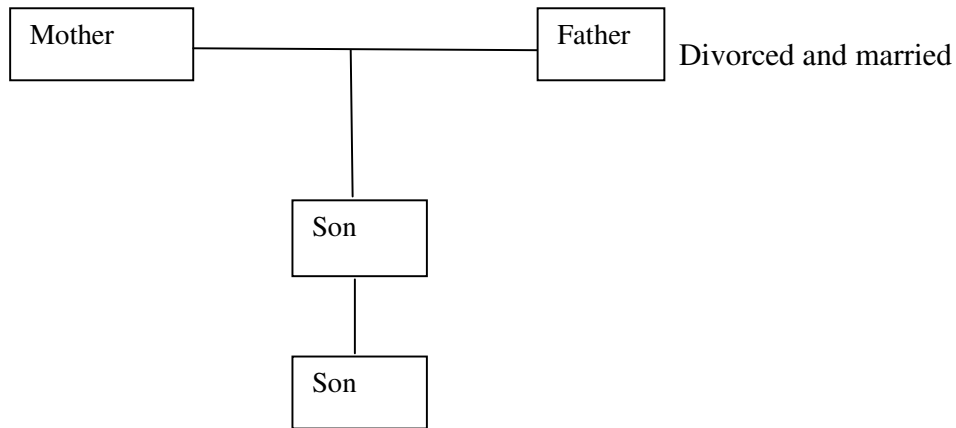 Mother
Father
Divorced and married
Son
Son